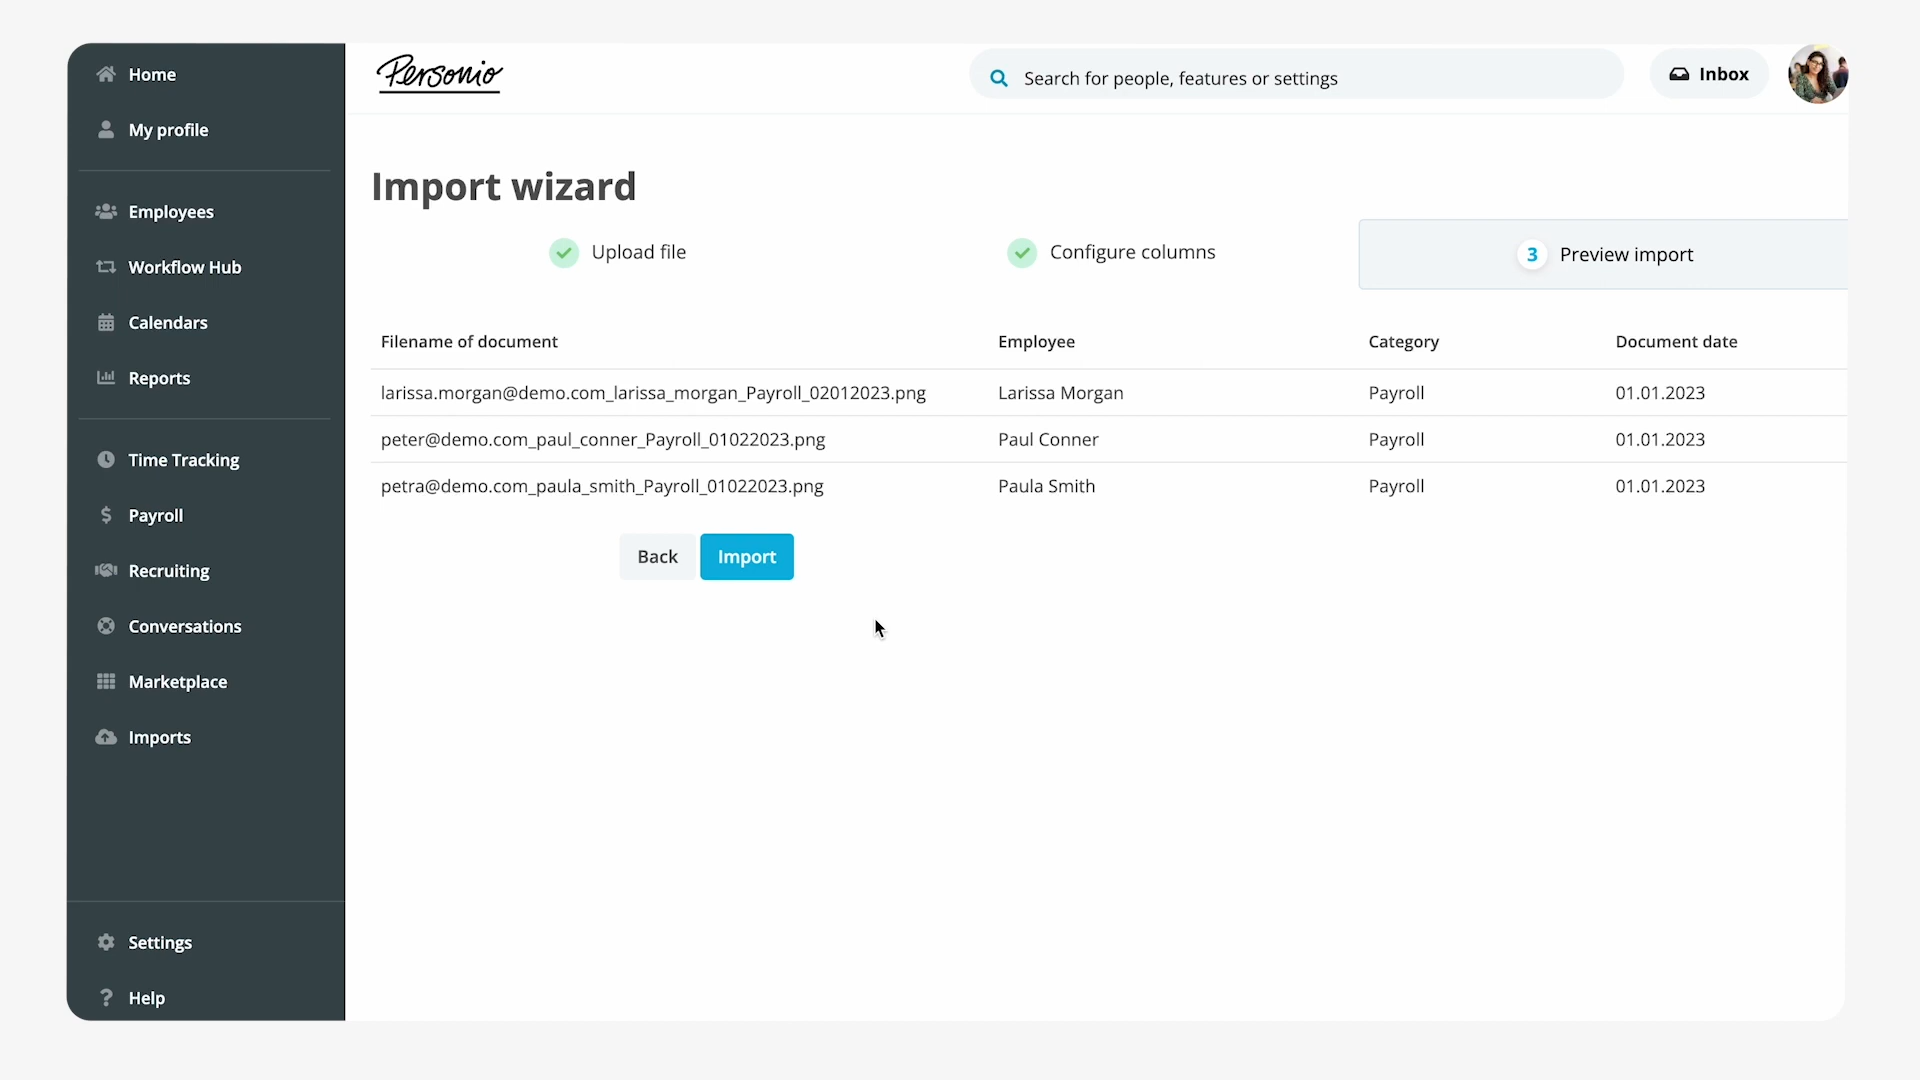 Home
My profile
Employees
Workflow Hub
Calendars
Reports
Time Tracking
Payroll
Recruiting
Conversations
Marketplace
Imports
Settings
? Help
Personio
Search for people, features or settings
Inbox
Import wizard
Upload file
Configure columns
3 Preview import
Filename of document Employee Category Document date
larissa.morgan@demo.com_larissa_morgan_Payroll_02012023.png Larissa Morgan Payroll 01.01.2023
peter@demo.com_paul_conner_Payroll_01022023.png Paul Conner Payroll 01.01.2023
petra@demo.com_paula_smith_Payroll_01022023.png Paula Smith Payroll 01.01.2023
Back Import